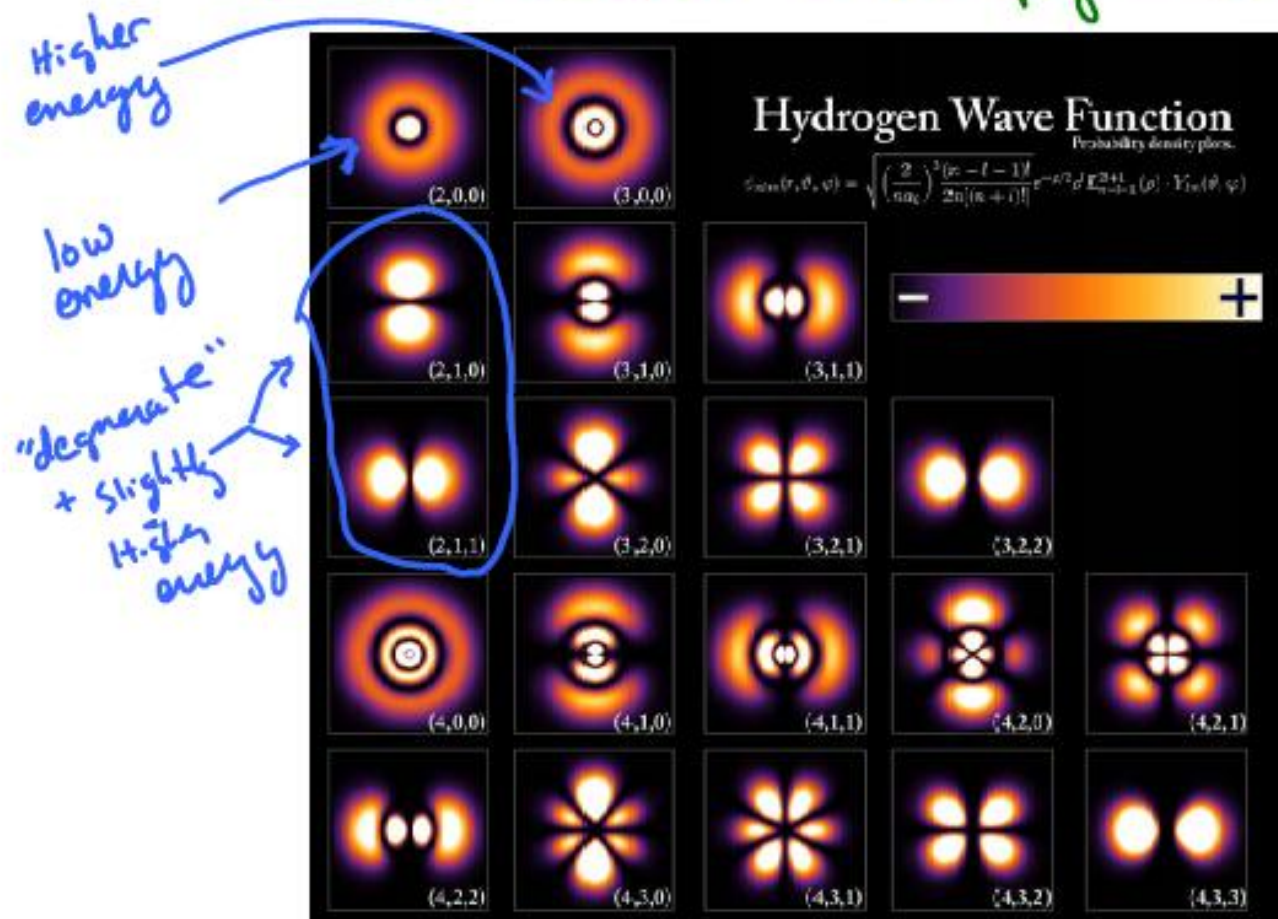 Higher
energy
low
energy
"degnerate"
+ slightly
Higher
energy
Hydrogen Wave Function
Probability density plots.
− +
(2,0,0) (3,0,0)
(2,1,0) (3,1,0) (3,1,1)
(2,1,1) (3,2,0) (3,2,1) (3,2,2)
(4,0,0) (4,1,0) (4,1,1) (4,2,0) (4,2,1)
(4,2,2) (4,3,0) (4,3,1) (4,3,2) (4,3,3)